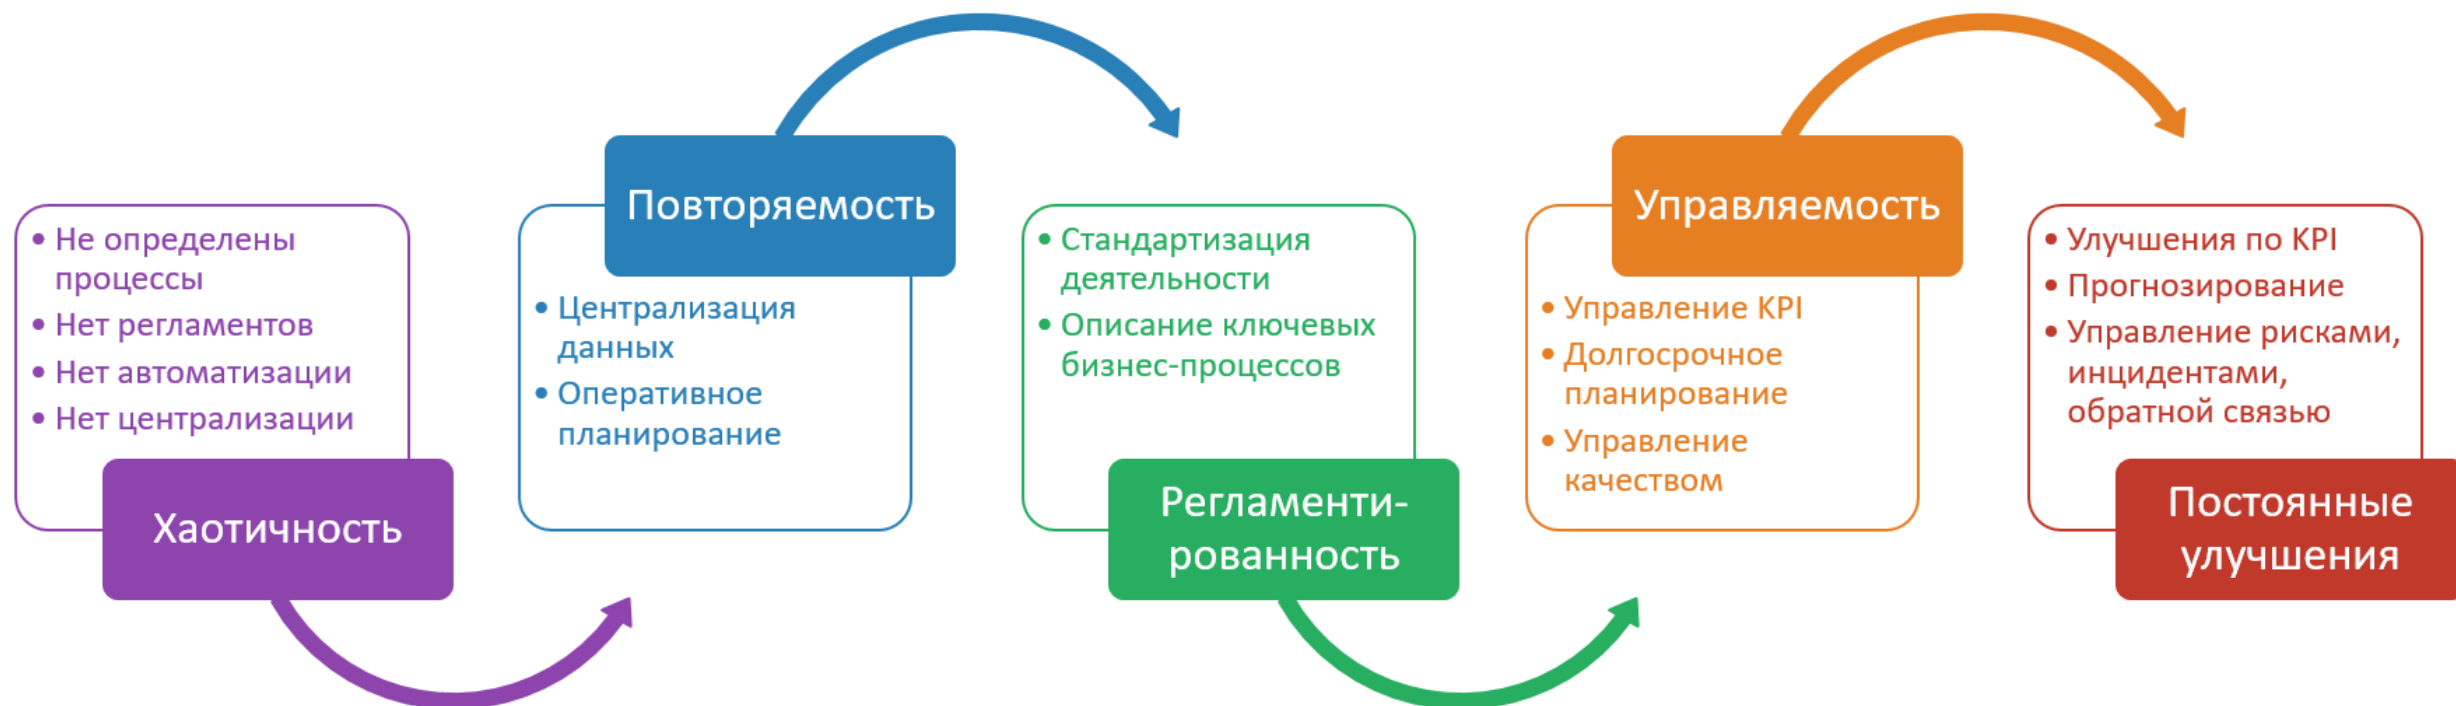 • Не определены
процессы
• Нет регламентов
• Нет автоматизации
• Нет централизации
Хаотичность
Повторяемость
• Централизация
данных
• Оперативное
планирование
• Стандартизация
деятельности
• Описание ключевых
бизнес-процессов
Регламенти-
рованность
Управляемость
• Управление KPI
• Долгосрочное
планирование
• Управление
качеством
• Улучшения по KPI
• Прогнозирование
• Управление рисками,
инцидентами,
обратной связью
Постоянные
улучшения